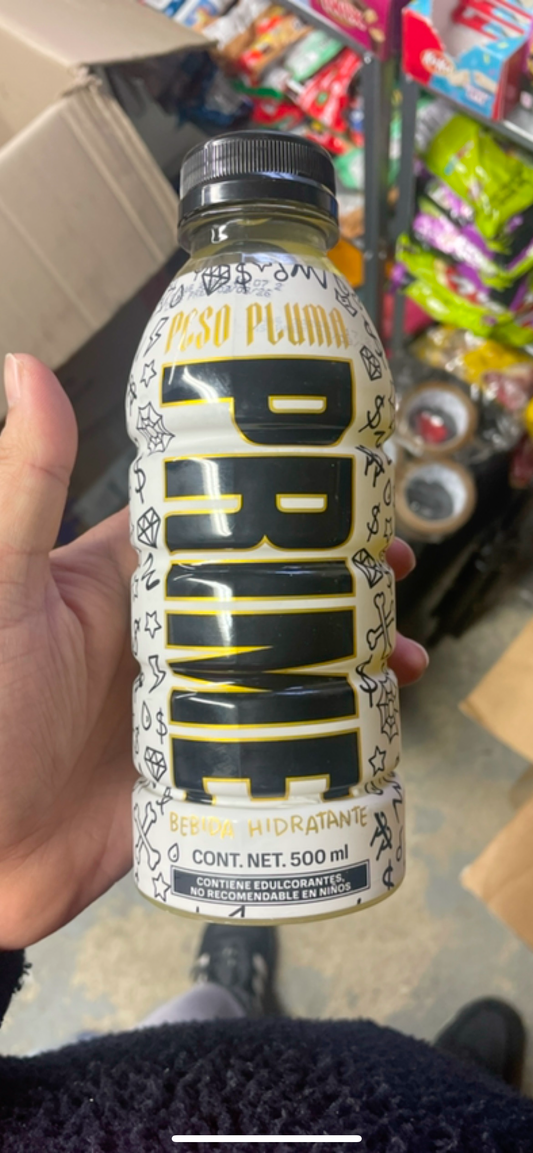 PESO PLUMA
PRIME
BEBIDA HIDRATANTE
CONT. NET. 500 ml
CONTIENE EDULCORANTES,
NO RECOMENDABLE EN NIÑOS